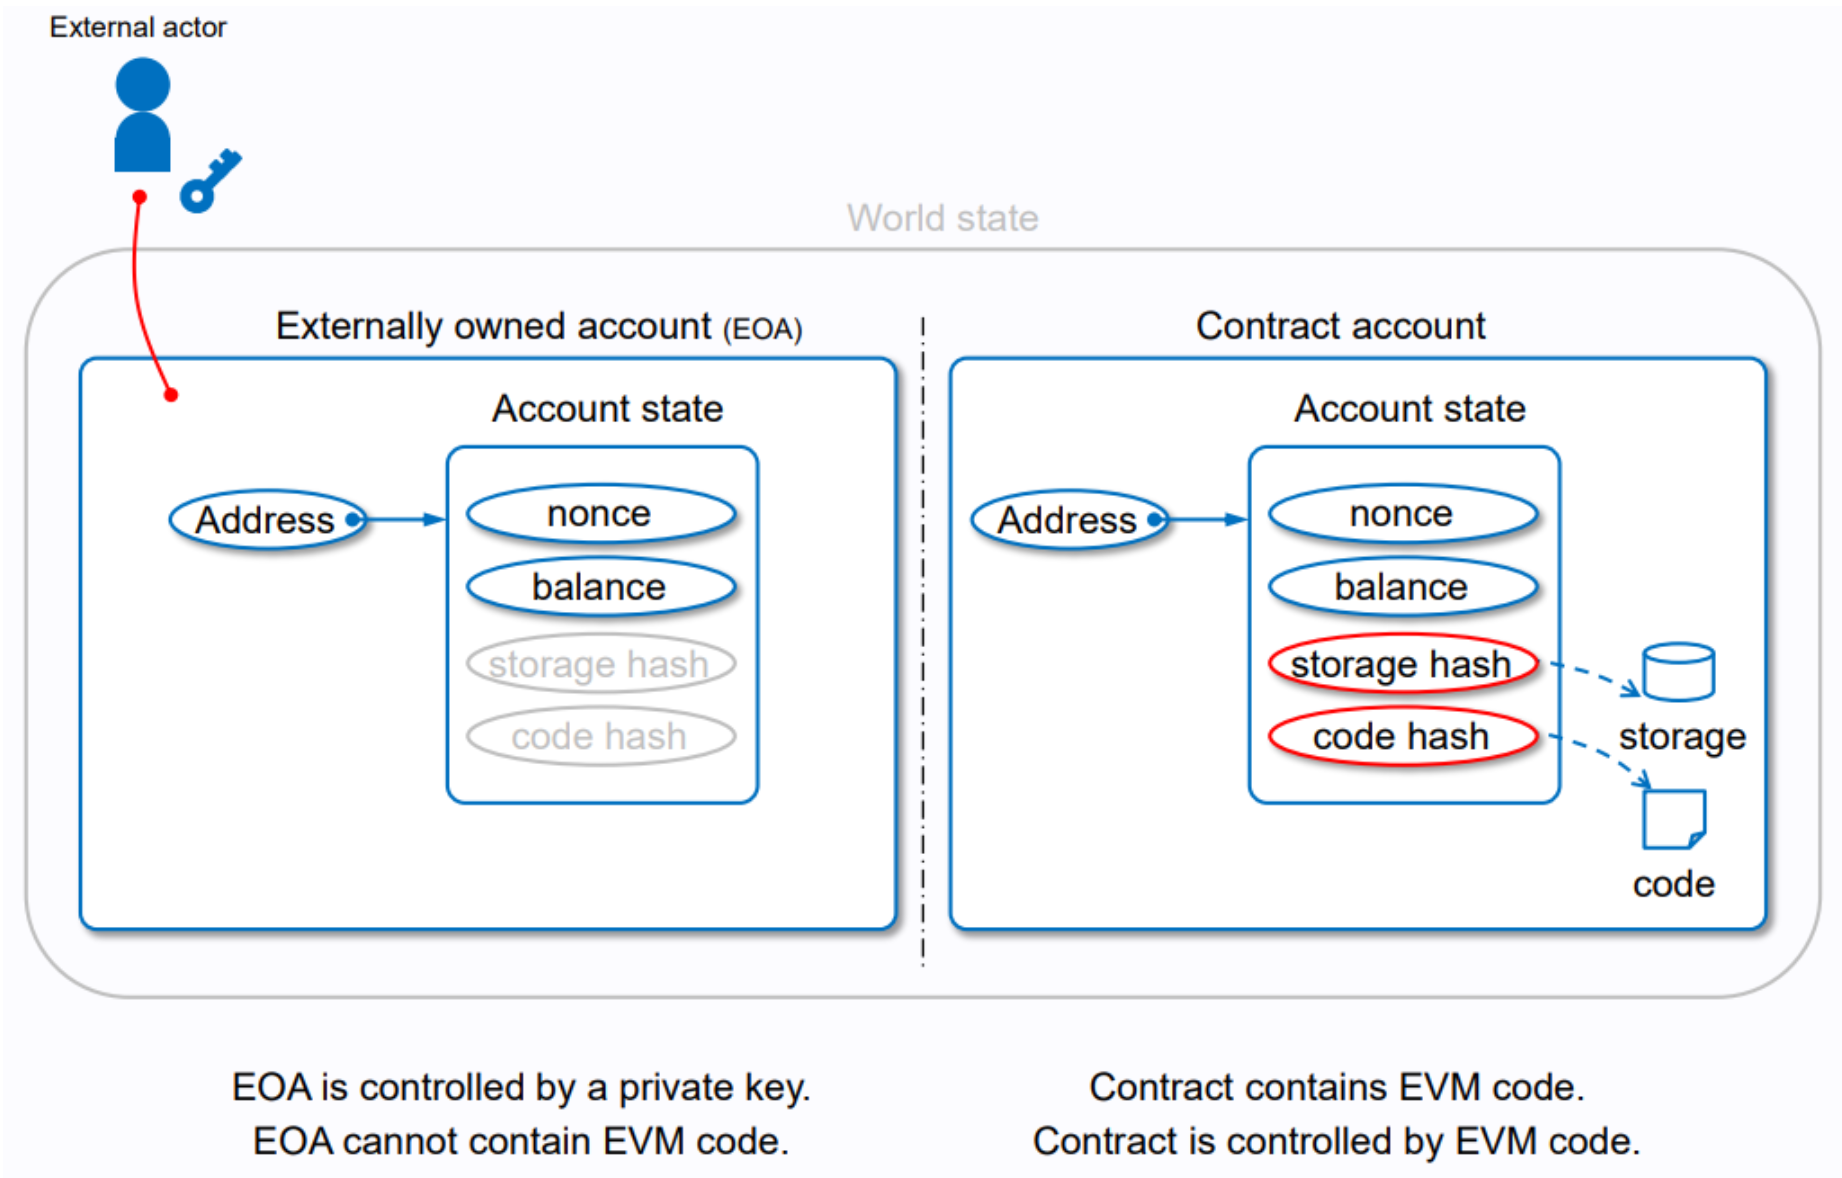 External actor
World state
Externally owned account (EOA)
Account state
Address
nonce
balance
storage hash
code hash
Contract account
Account state
Address
nonce
balance
storage hash
code hash
storage
code
EOA is controlled by a private key.
EOA cannot contain EVM code.
Contract contains EVM code.
Contract is controlled by EVM code.